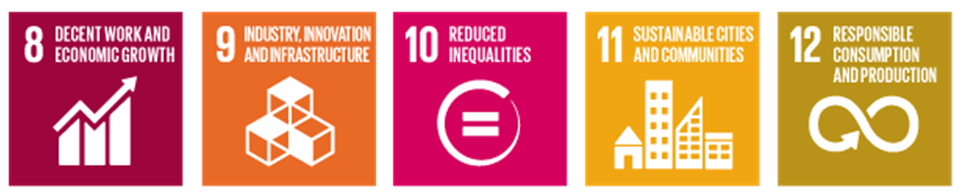 8 DECENT WORK AND
ECONOMIC GROWTH
9 INDUSTRY, INNOVATION
AND INFRASTRUCTURE
10 REDUCED
INEQUALITIES
11 SUSTAINABLE CITIES
AND COMMUNITIES
12 RESPONSIBLE
CONSUMPTION
AND PRODUCTION